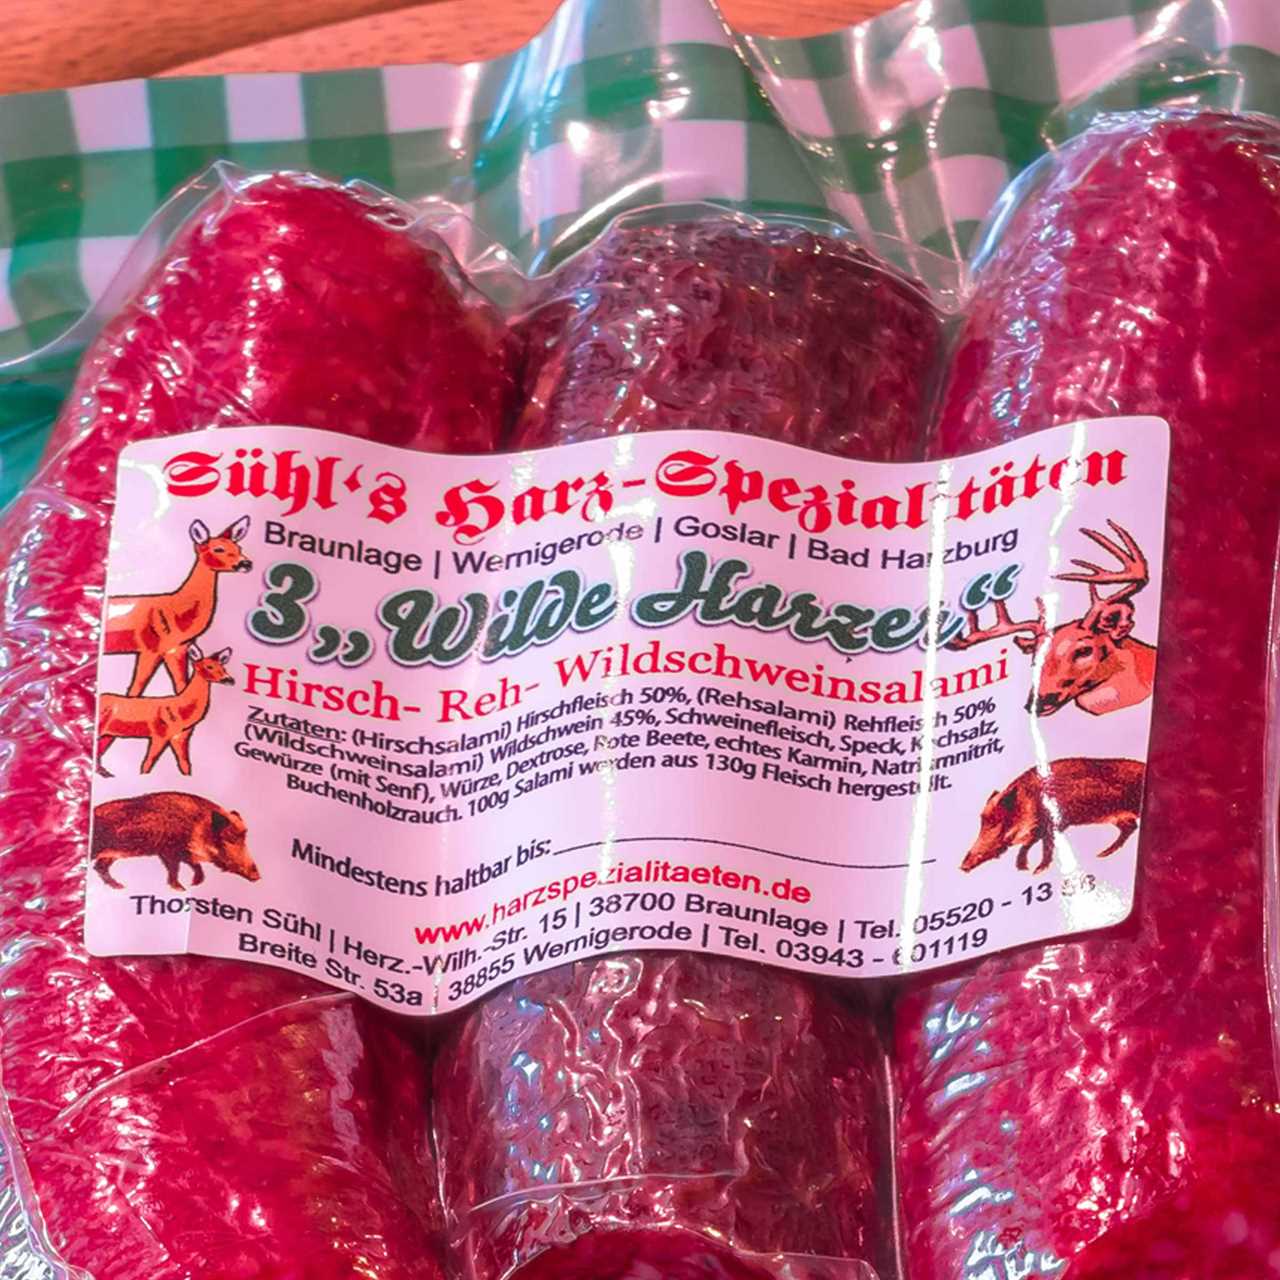 Sühl's Harz-Spezialitäten
Braunlage | Wernigerode | Goslar | Bad Harzburg
3 „Wilde Harzer“
Hirsch- Reh- Wildschweinsalami
Zutaten: (Hirschsalami) Hirschfleisch 50%, (Rehsalami) Rehfleisch 50%
(Wildschweinsalami) Wildschwein 45%, Schweinefleisch, Speck, Kochsalz,
Gewürze (mit Senf), Würze, Dextrose, Rote Beete, echtes Karmin, Natriumnitrit,
Buchenholzrauch. 100g Salami werden aus 130g Fleisch hergestellt.
Mindestens haltbar bis:
www.harzspezialitaeten.de
Thorsten Sühl | Herz.-Wilh.-Str. 15 | 38700 Braunlage | Tel. 05520 - 13
Breite Str. 53a | 38855 Wernigerode | Tel. 03943 - 601119